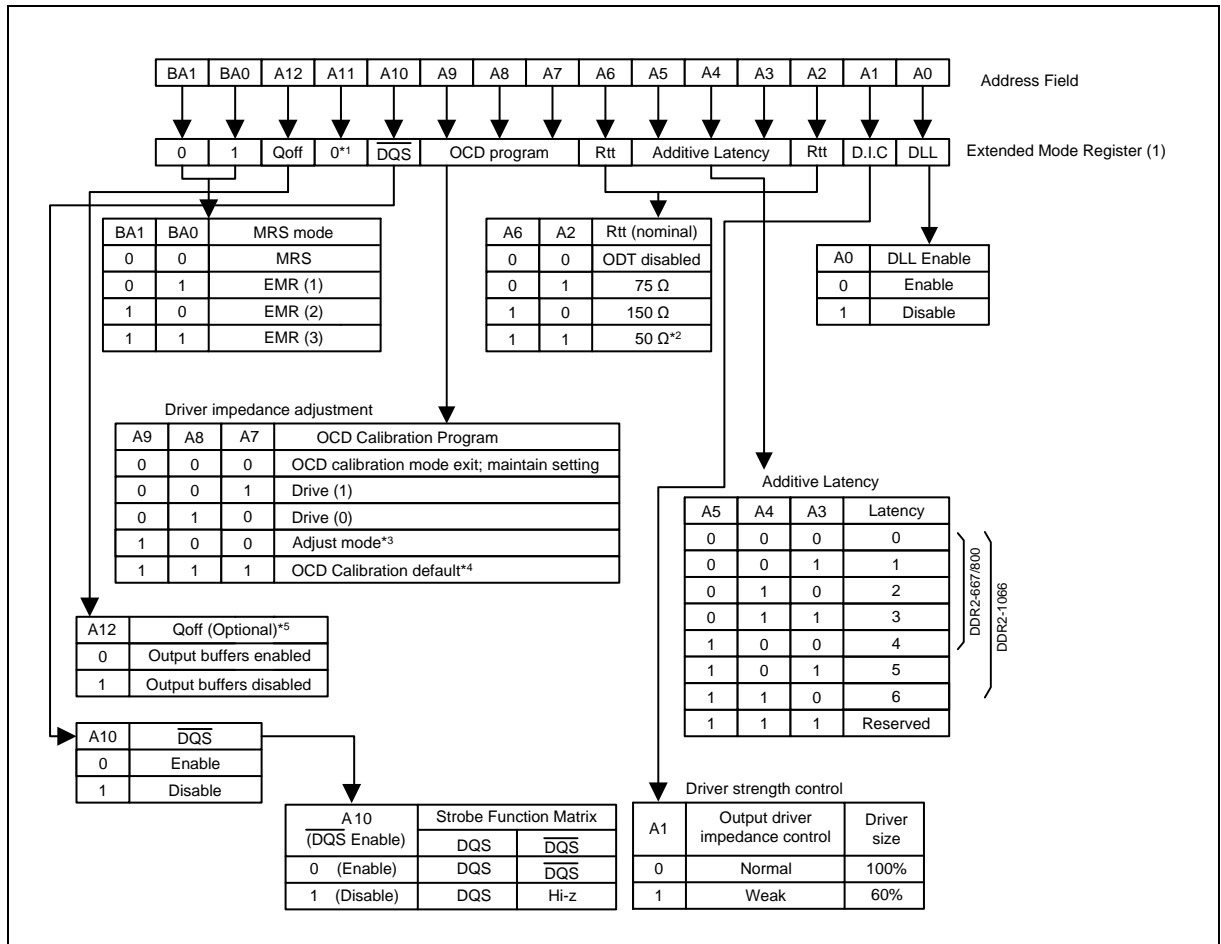 BA1 BA0 A12 A11 A10 A9 A8 A7 A6 A5 A4 A3 A2 A1 A0 Address Field
0 1 Qoff 0*1 DQS OCD program Rtt Additive Latency Rtt D.I.C DLL Extended Mode Register (1)
BA1 BA0 MRS mode
0 0 MRS
0 1 EMR (1)
1 0 EMR (2)
1 1 EMR (3)
A6 A2 Rtt (nominal)
0 0 ODT disabled
0 1 75 Ω
1 0 150 Ω
1 1 50 Ω*2
A0 DLL Enable
0 Enable
1 Disable
Driver impedance adjustment
A9 A8 A7 OCD Calibration Program
0 0 0 OCD calibration mode exit; maintain setting
0 0 1 Drive (1)
0 1 0 Drive (0)
1 0 0 Adjust mode*3
1 1 1 OCD Calibration default*4
Additive Latency
A5 A4 A3 Latency
0 0 0 0
0 0 1 1
0 1 0 2
0 1 1 3
1 0 0 4
1 0 1 5
1 1 0 6
1 1 1 Reserved
DDR2-667/800
DDR2-1066
A12 Qoff (Optional)*5
0 Output buffers enabled
1 Output buffers disabled
A10 DQS
0 Enable
1 Disable
A10 (DQS Enable) Strobe Function Matrix
DQS DQS
0 (Enable) DQS DQS
1 (Disable) DQS Hi-z
Driver strength control
A1 Output driver impedance control Driver size
0 Normal 100%
1 Weak 60%